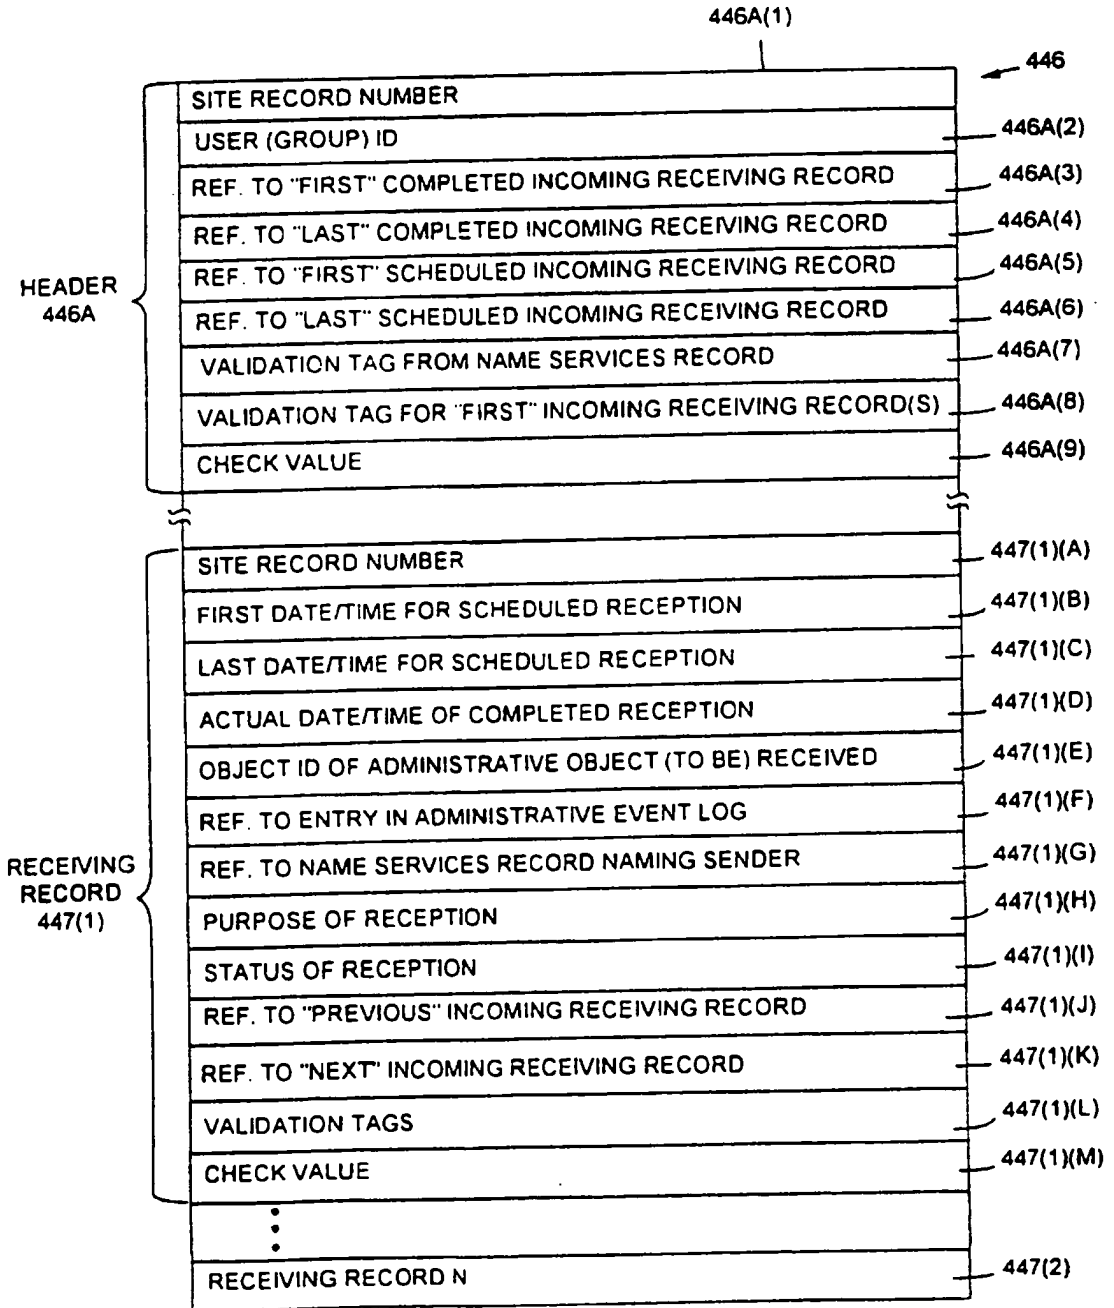 446A(1)
446
SITE RECORD NUMBER
USER (GROUP) ID
446A(2)
REF. TO "FIRST" COMPLETED INCOMING RECEIVING RECORD
446A(3)
REF. TO "LAST" COMPLETED INCOMING RECEIVING RECORD
446A(4)
REF. TO "FIRST" SCHEDULED INCOMING RECEIVING RECORD
446A(5)
HEADER
446A
REF. TO "LAST" SCHEDULED INCOMING RECEIVING RECORD
446A(6)
VALIDATION TAG FROM NAME SERVICES RECORD
446A(7)
VALIDATION TAG FOR "FIRST" INCOMING RECEIVING RECORD(S)
446A(8)
CHECK VALUE
446A(9)
SITE RECORD NUMBER
447(1)(A)
FIRST DATE/TIME FOR SCHEDULED RECEPTION
447(1)(B)
LAST DATE/TIME FOR SCHEDULED RECEPTION
447(1)(C)
ACTUAL DATE/TIME OF COMPLETED RECEPTION
447(1)(D)
OBJECT ID OF ADMINISTRATIVE OBJECT (TO BE) RECEIVED
447(1)(E)
REF. TO ENTRY IN ADMINISTRATIVE EVENT LOG
447(1)(F)
REF. TO NAME SERVICES RECORD NAMING SENDER
447(1)(G)
RECEIVING
RECORD
447(1)
PURPOSE OF RECEPTION
447(1)(H)
STATUS OF RECEPTION
447(1)(I)
REF. TO "PREVIOUS" INCOMING RECEIVING RECORD
447(1)(J)
REF. TO "NEXT" INCOMING RECEIVING RECORD
447(1)(K)
VALIDATION TAGS
447(1)(L)
CHECK VALUE
447(1)(M)
RECEIVING RECORD N
447(2)